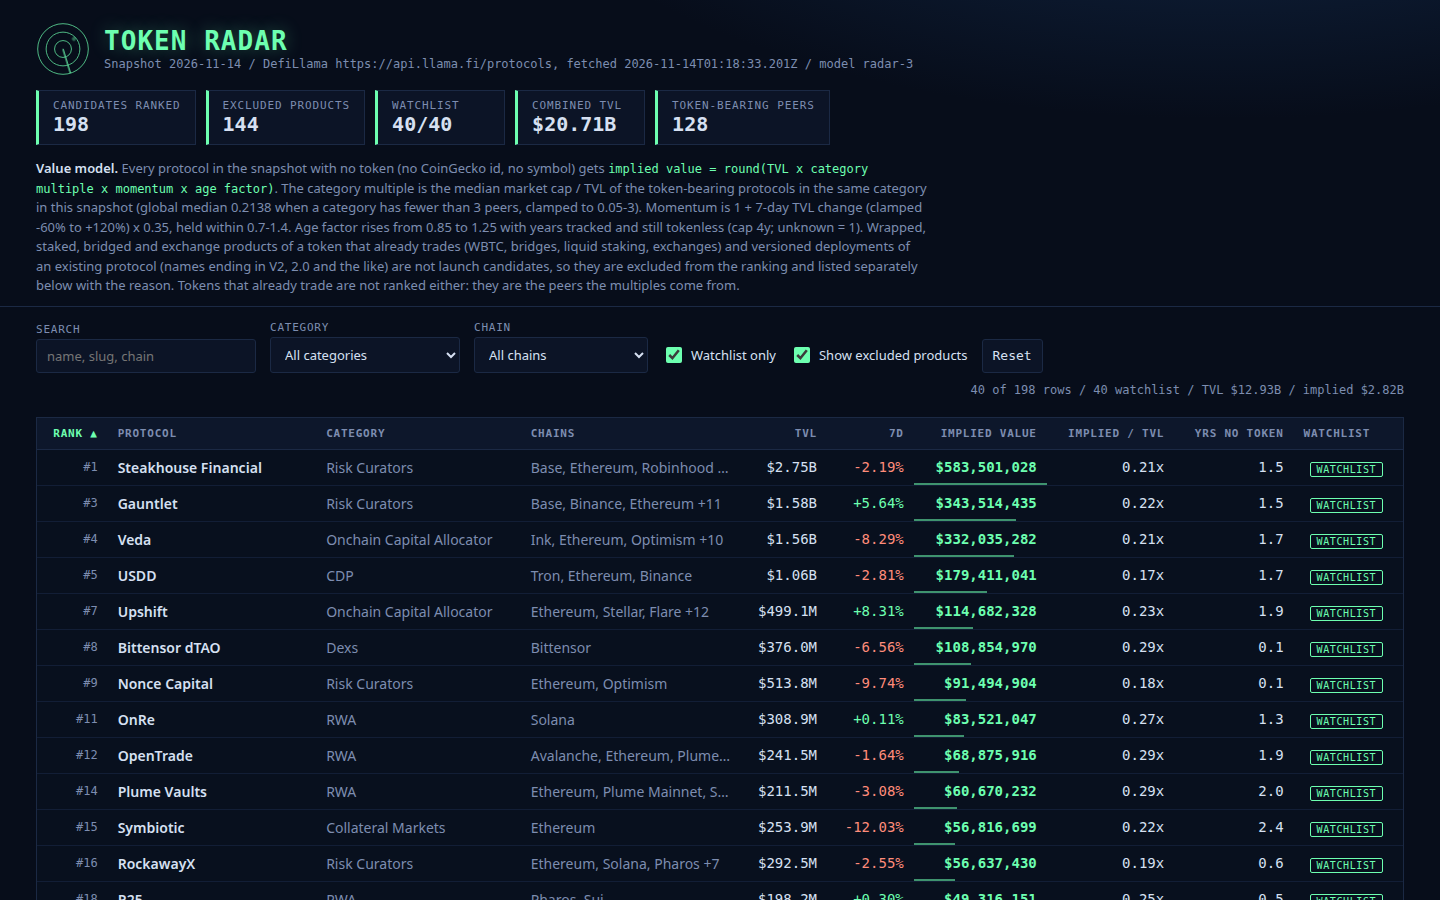 TOKEN RADAR
Snapshot 2026-11-14 / DefiLlama https://api.llama.fi/protocols, fetched 2026-11-14T01:18:33.201Z / model radar-3
CANDIDATES RANKED
198
EXCLUDED PRODUCTS
144
WATCHLIST
40/40
COMBINED TVL
$20.71B
TOKEN-BEARING PEERS
128
Value model. Every protocol in the snapshot with no token (no CoinGecko id, no symbol) gets implied value = round(TVL x category
multiple x momentum x age factor). The category multiple is the median market cap / TVL of the token-bearing protocols in the same category
in this snapshot (global median 0.2138 when a category has fewer than 3 peers, clamped to 0.05-3). Momentum is 1 + 7-day TVL change (clamped
-60% to +120%) x 0.35, held within 0.7-1.4. Age factor rises from 0.85 to 1.25 with years tracked and still tokenless (cap 4y; unknown = 1). Wrapped,
staked, bridged and exchange products of a token that already trades (WBTC, bridges, liquid staking, exchanges) and versioned deployments of
an existing protocol (names ending in V2, 2.0 and the like) are not launch candidates, so they are excluded from the ranking and listed separately
below with the reason. Tokens that already trade are not ranked either: they are the peers the multiples come from.
SEARCH
name, slug, chain
CATEGORY
All categories
CHAIN
All chains
Watchlist only
Show excluded products
Reset
40 of 198 rows / 40 watchlist / TVL $12.93B / implied $2.82B
RANK ▲ PROTOCOL CATEGORY CHAINS TVL 7D IMPLIED VALUE IMPLIED / TVL YRS NO TOKEN WATCHLIST
#1 Steakhouse Financial Risk Curators Base, Ethereum, Robinhood ... $2.75B -2.19% $583,501,028 0.21x 1.5 WATCHLIST
#3 Gauntlet Risk Curators Base, Binance, Ethereum +11 $1.58B +5.64% $343,514,435 0.22x 1.5 WATCHLIST
#4 Veda Onchain Capital Allocator Ink, Ethereum, Optimism +10 $1.56B -8.29% $332,035,282 0.21x 1.7 WATCHLIST
#5 USDD CDP Tron, Ethereum, Binance $1.06B -2.81% $179,411,041 0.17x 1.7 WATCHLIST
#7 Upshift Onchain Capital Allocator Ethereum, Stellar, Flare +12 $499.1M +8.31% $114,682,328 0.23x 1.9 WATCHLIST
#8 Bittensor dTAO Dexs Bittensor $376.0M -6.56% $108,854,970 0.29x 0.1 WATCHLIST
#9 Nonce Capital Risk Curators Ethereum, Optimism $513.8M -9.74% $91,494,904 0.18x 0.1 WATCHLIST
#11 OnRe RWA Solana $308.9M +0.11% $83,521,047 0.27x 1.3 WATCHLIST
#12 OpenTrade RWA Avalanche, Ethereum, Plume... $241.5M -1.64% $68,875,916 0.29x 1.9 WATCHLIST
#14 Plume Vaults RWA Ethereum, Plume Mainnet, S... $211.5M -3.08% $60,670,232 0.29x 2.0 WATCHLIST
#15 Symbiotic Collateral Markets Ethereum $253.9M -12.03% $56,816,699 0.22x 2.4 WATCHLIST
#16 RockawayX Risk Curators Ethereum, Solana, Pharos +7 $292.5M -2.55% $56,637,430 0.19x 0.6 WATCHLIST
#18 RWA Pharos, Sui $198.2M +0.30% $49,316,151 0.25x 0.5 WATCHLIST